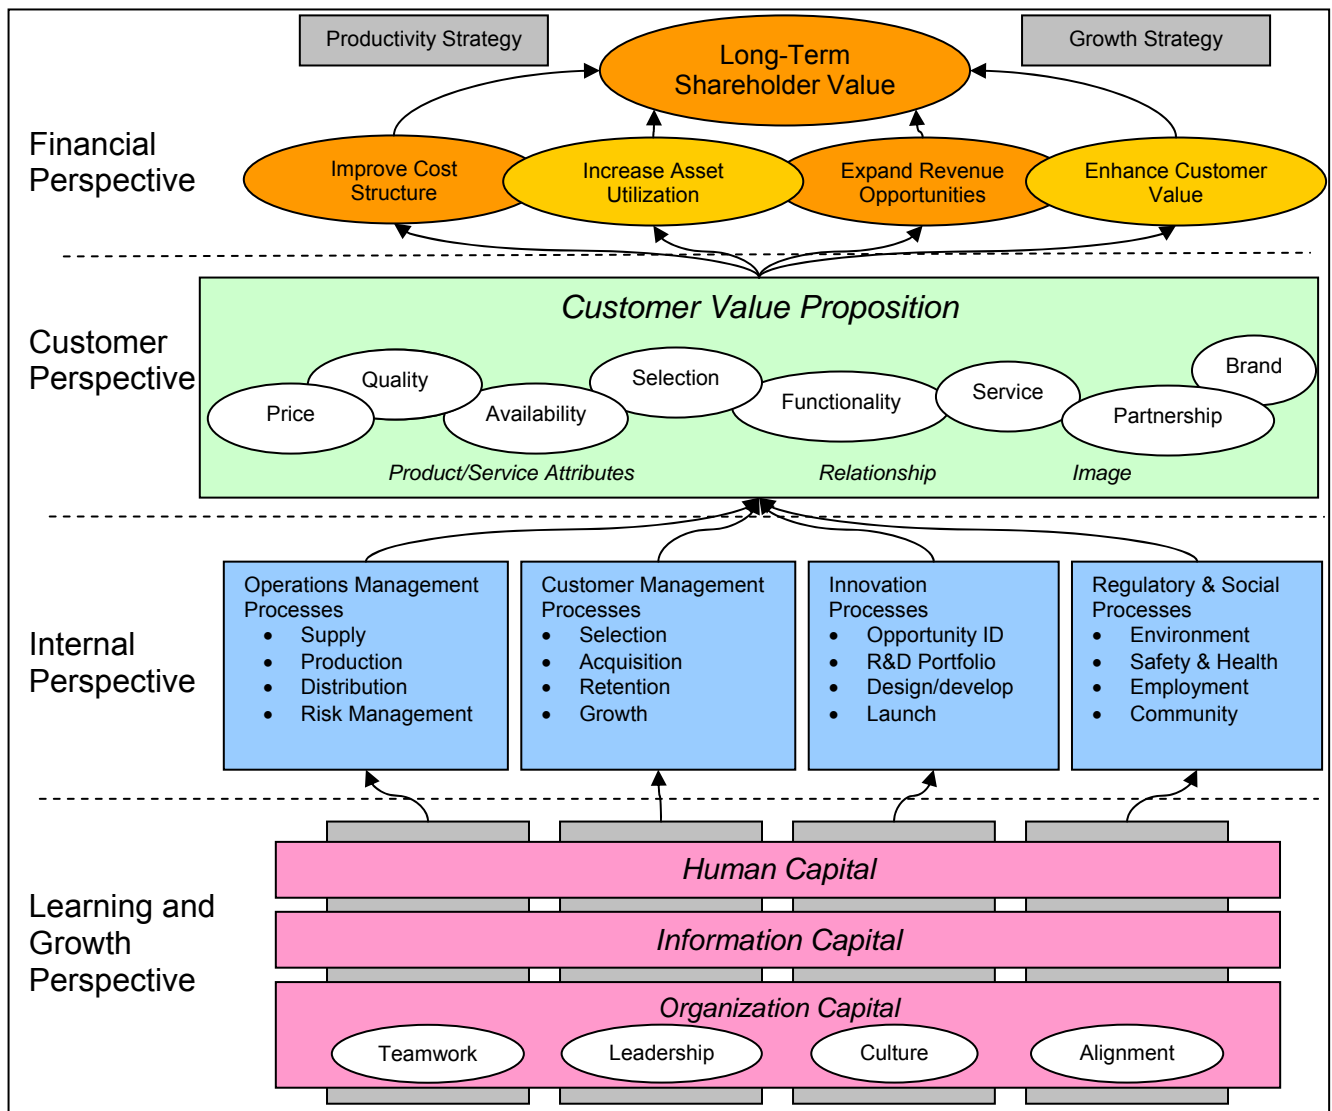 Productivity Strategy
Growth Strategy
Long-Term
Shareholder Value
Financial
Perspective
Improve Cost
Structure
Increase Asset
Utilization
Expand Revenue
Opportunities
Enhance Customer
Value
Customer
Perspective
Customer Value Proposition
Price
Quality
Availability
Selection
Functionality
Service
Partnership
Brand
Product/Service Attributes
Relationship
Image
Internal
Perspective
Operations Management
Processes
• Supply
• Production
• Distribution
• Risk Management
Customer Management
Processes
• Selection
• Acquisition
• Retention
• Growth
Innovation
Processes
• Opportunity ID
• R&D Portfolio
• Design/develop
• Launch
Regulatory & Social
Processes
• Environment
• Safety & Health
• Employment
• Community
Learning and
Growth
Perspective
Human Capital
Information Capital
Organization Capital
Teamwork
Leadership
Culture
Alignment